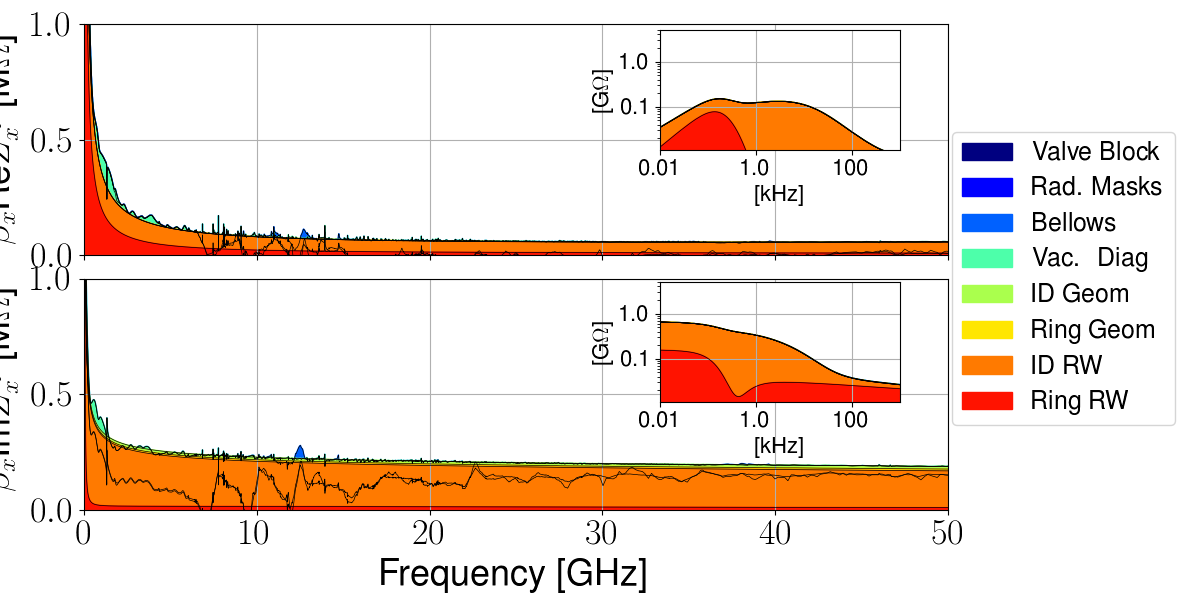 1.0
0.5
0.0
1.0
0.1
[GΩ]
0.01 1.0 100
[kHz]
1.0
0.5
0.0
1.0
0.1
[GΩ]
0.01 1.0 100
[kHz]
0 10 20 30 40 50
Frequency [GHz]
Valve Block
Rad. Masks
Bellows
Vac. Diag
ID Geom
Ring Geom
ID RW
Ring RW